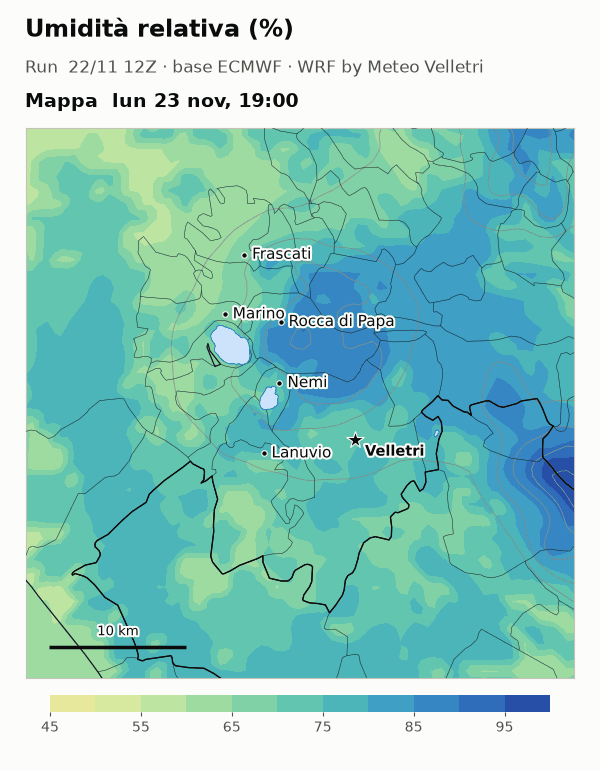 Umidità relativa (%)
Run  22/11 12Z · base ECMWF · WRF by Meteo Velletri
Mappa  lun 23 nov, 19:00
Frascati
Marino
Rocca di Papa
Nemi
Velletri
Lanuvio
10 km
45 55 65 75 85 95